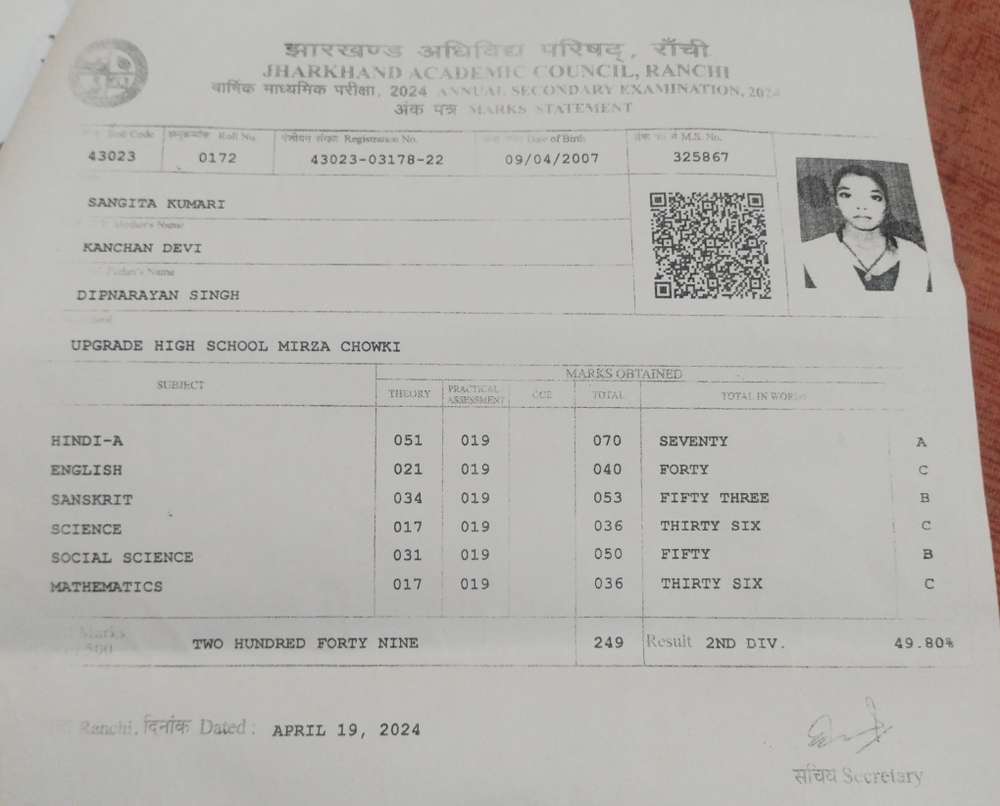 झारखण्ड अधिविद्य परिषद्, राँची
JHARKHAND ACADEMIC COUNCIL, RANCHI
वार्षिक माध्यमिक परीक्षा, 2024 ANNUAL SECONDARY EXAMINATION, 2024
अंक पत्र MARKS STATEMENT
Code Roll No. पंजीयन संख्या Registration No. Date of Birth M.S. No.
43023 0172 43023-03178-22 09/04/2007 325867
SANGITA KUMARI
Mother's Name
KANCHAN DEVI
Father's Name
DIPNARAYAN SINGH
UPGRADE HIGH SCHOOL MIRZA CHOWKI
MARKS OBTAINED
SUBJECT THEORY PRACTICAL ASSESSMENT CCE TOTAL TOTAL IN WORDS
HINDI-A 051 019 070 SEVENTY A
ENGLISH 021 019 040 FORTY C
SANSKRIT 034 019 053 FIFTY THREE B
SCIENCE 017 019 036 THIRTY SIX C
SOCIAL SCIENCE 031 019 050 FIFTY B
MATHEMATICS 017 019 036 THIRTY SIX C
Marks 500 TWO HUNDRED FORTY NINE 249 Result 2ND DIV. 49.80%
Ranchi, दिनांक Dated : APRIL 19, 2024
सचिव Secretary